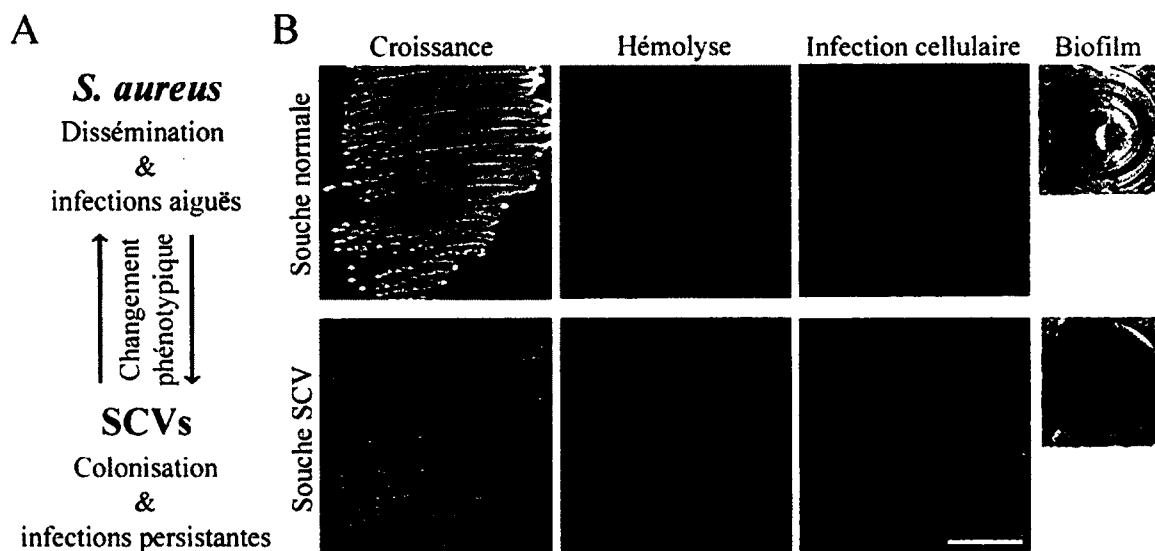 A
S. aureus
Dissémination
&
infections aiguës
Changement
phénotypique
SCVs
Colonisation
&
infections persistantes
B
Croissance
Hémolyse
Infection cellulaire
Biofilm
Souche normale
Souche SCV